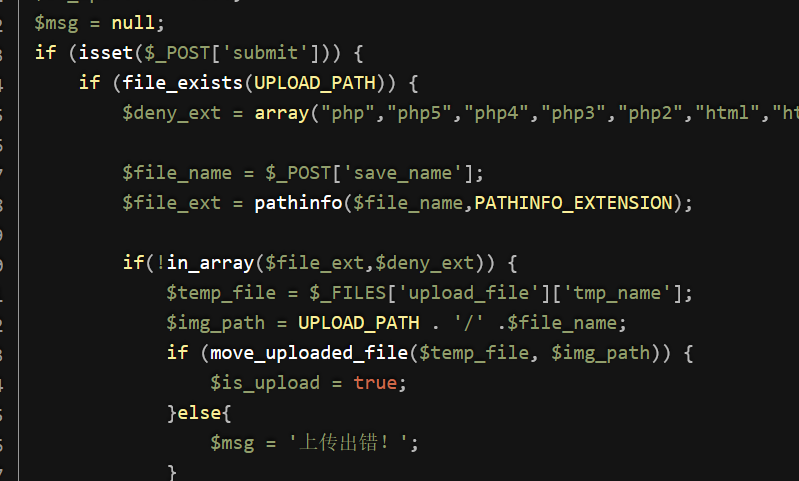 $msg = null;
if (isset($_POST['submit'])) {
if (file_exists(UPLOAD_PATH)) {
$deny_ext = array("php","php5","php4","php3","php2","html","ht
$file_name = $_POST['save_name'];
$file_ext = pathinfo($file_name,PATHINFO_EXTENSION);
if(!in_array($file_ext,$deny_ext)) {
$temp_file = $_FILES['upload_file']['tmp_name'];
$img_path = UPLOAD_PATH . '/' .$file_name;
if (move_uploaded_file($temp_file, $img_path)) {
$is_upload = true;
}else{
$msg = '上传出错！';
}